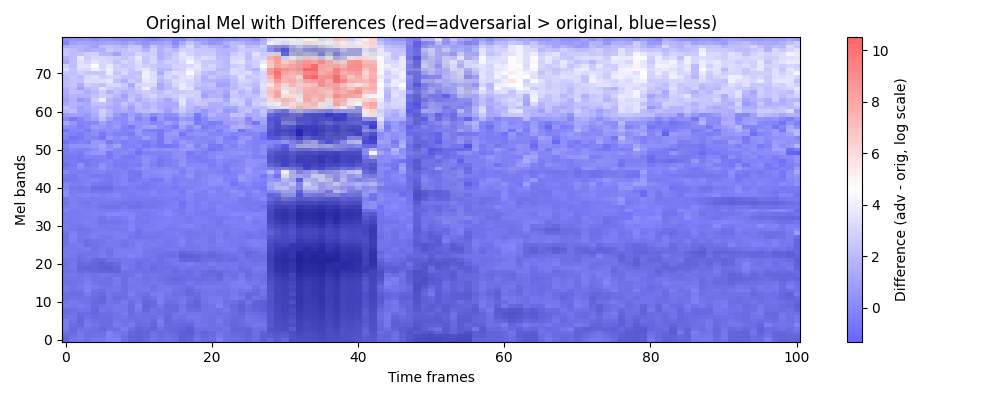 Original Mel with Differences (red=adversarial > original, blue=less)
Mel bands
70
60
50
40
30
20
10
0
0 20 40 60 80 100
Time frames
10
8
6
4
2
0
Difference (adv - orig, log scale)